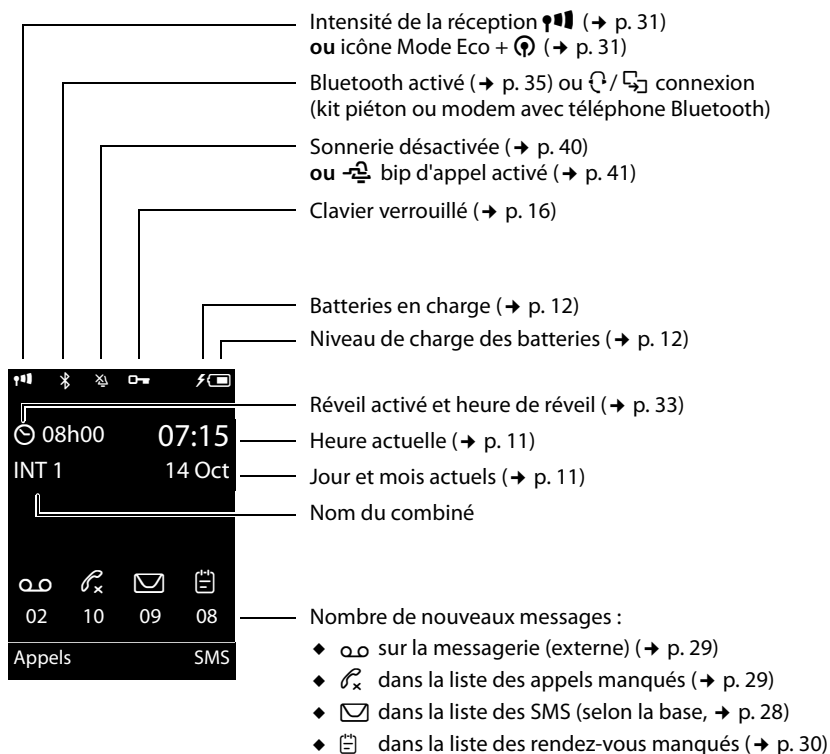 Intensité de la réception (➔ p. 31)
ou icône Mode Eco + (➔ p. 31)
Bluetooth activé (➔ p. 35) ou / connexion
(kit piéton ou modem avec téléphone Bluetooth)
Sonnerie désactivée (➔ p. 40)
ou bip d'appel activé (➔ p. 41)
Clavier verrouillé (➔ p. 16)
Batteries en charge (➔ p. 12)
Niveau de charge des batteries (➔ p. 12)
Réveil activé et heure de réveil (➔ p. 33)
08h00 07:15
Heure actuelle (➔ p. 11)
INT 1 14 Oct
Jour et mois actuels (➔ p. 11)
Nom du combiné
02 10 09 08
Nombre de nouveaux messages :
Appels SMS
◆ sur la messagerie (externe) (➔ p. 29)
◆ dans la liste des appels manqués (➔ p. 29)
◆ dans la liste des SMS (selon la base, ➔ p. 28)
◆ dans la liste des rendez-vous manqués (➔ p. 30)